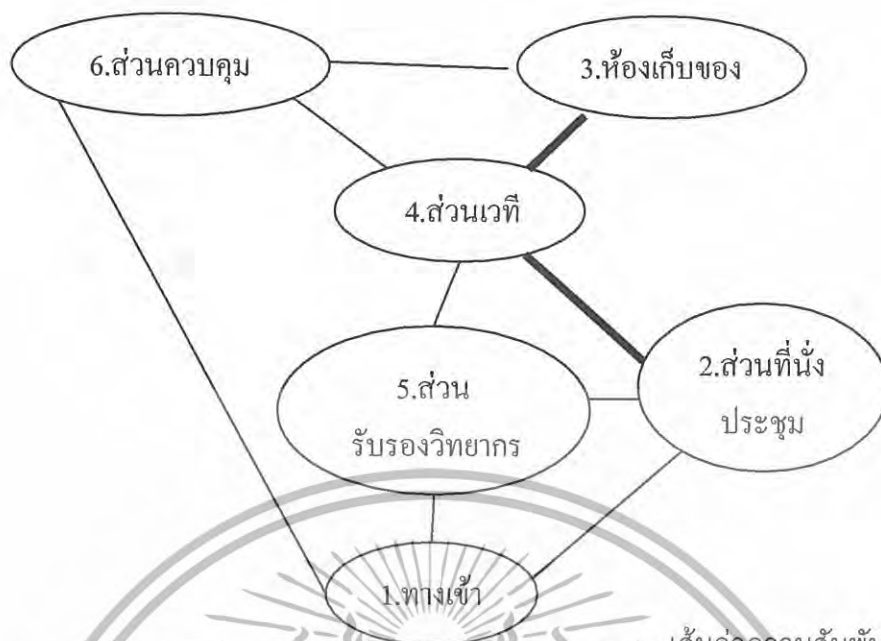 6.ส่วนควบคุม
3.ห้องเก็บของ
4.ส่วนเวที
2.ส่วนที่นั่ง
ประชุม
5.ส่วน
รับรองวิทยากร
1.ทางเข้า